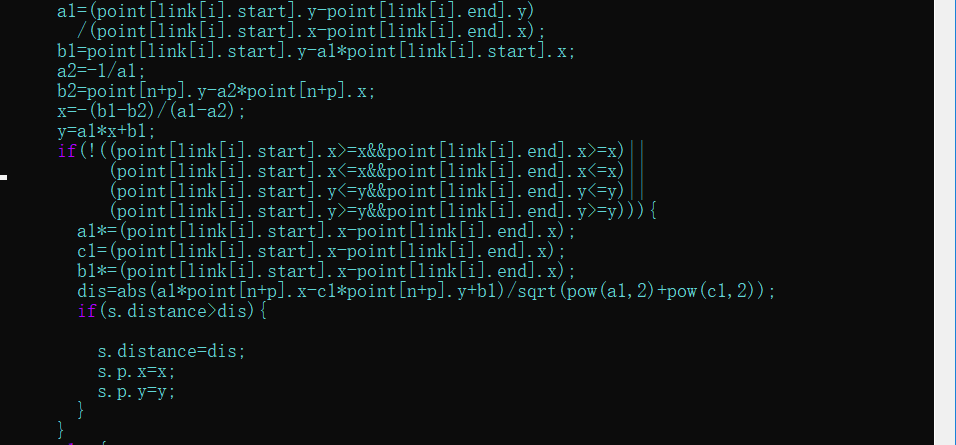 a1=(point[link[i].start].y-point[link[i].end].y)
/(point[link[i].start].x-point[link[i].end].x);
b1=point[link[i].start].y-a1*point[link[i].start].x;
a2=-1/a1;
b2=point[n+p].y-a2*point[n+p].x;
x=-(b1-b2)/(a1-a2);
y=a1*x+b1;
if(!((point[link[i].start].x>=x&&point[link[i].end].x>=x)||
(point[link[i].start].x<=x&&point[link[i].end].x<=x)||
(point[link[i].start].y<=y&&point[link[i].end].y<=y)||
(point[link[i].start].y>=y&&point[link[i].end].y>=y))){
a1*=(point[link[i].start].x-point[link[i].end].x);
c1=(point[link[i].start].x-point[link[i].end].x);
b1*=(point[link[i].start].x-point[link[i].end].x);
dis=abs(a1*point[n+p].x-c1*point[n+p].y+b1)/sqrt(pow(a1,2)+pow(c1,2));
if(s.distance>dis){
s.distance=dis;
s.p.x=x;
s.p.y=y;
}
}